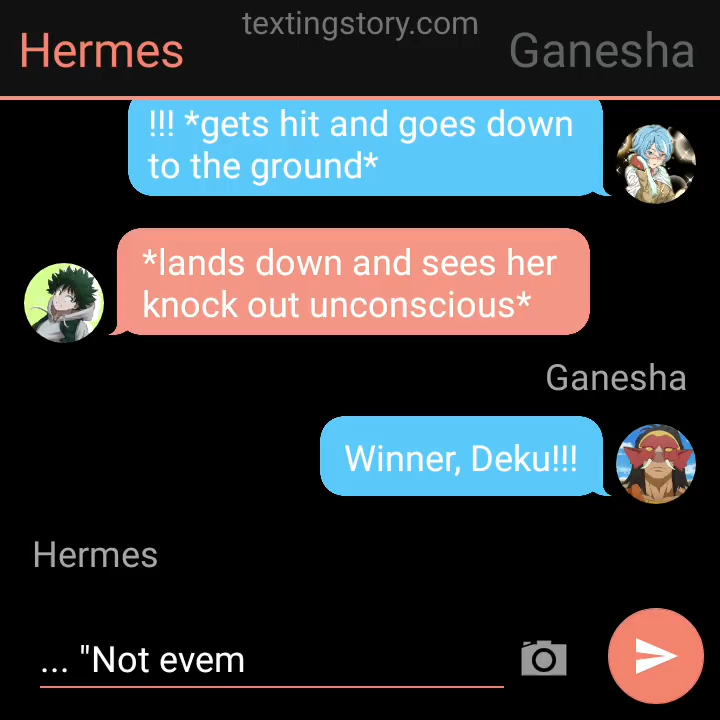 textingstory.com
Hermes
Ganesha
!!! *gets hit and goes down
to the ground*
*lands down and sees her
knock out unconscious*
Ganesha
Winner, Deku!!!
Hermes
... "Not evem